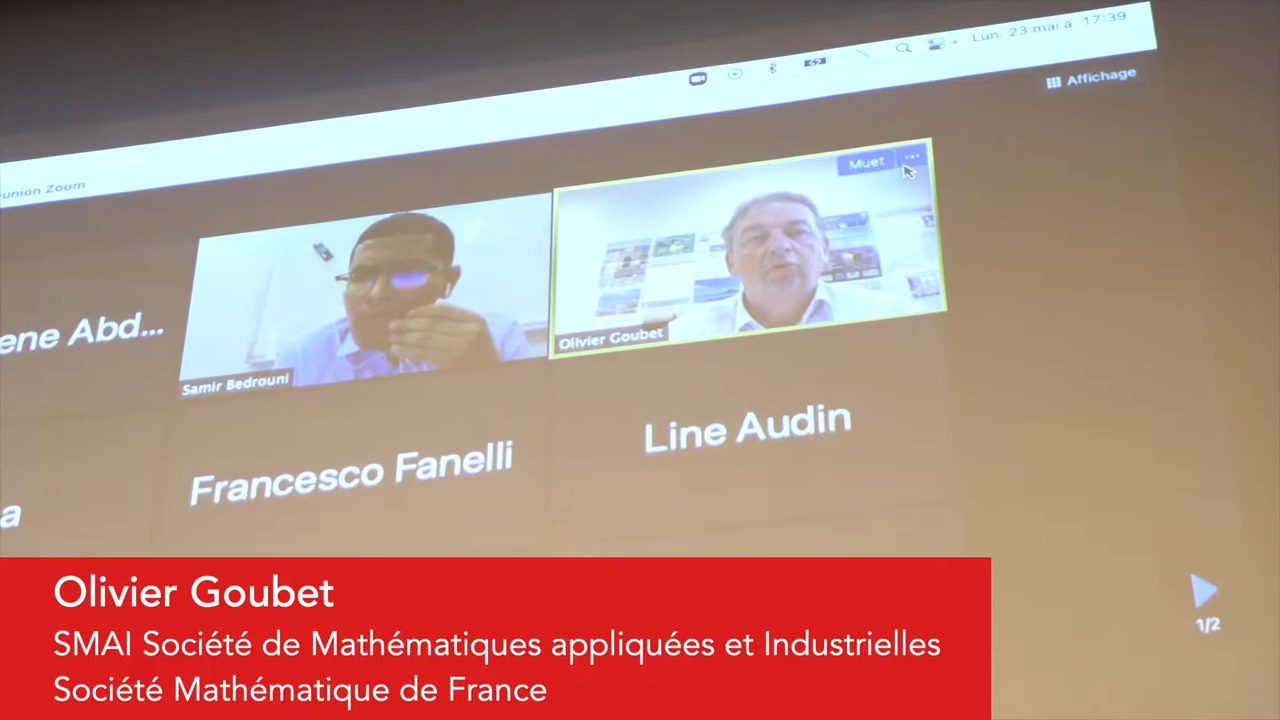 Lun. 23 mai à 17:39
Affichage
union Zoom
Muet
ene Abd...
Samir Bedrouni
Olivier Goubet
Francesco Fanelli
Line Audin
a
1/2
Olivier Goubet
SMAI Société de Mathématiques appliquées et Industrielles
Société Mathématique de France